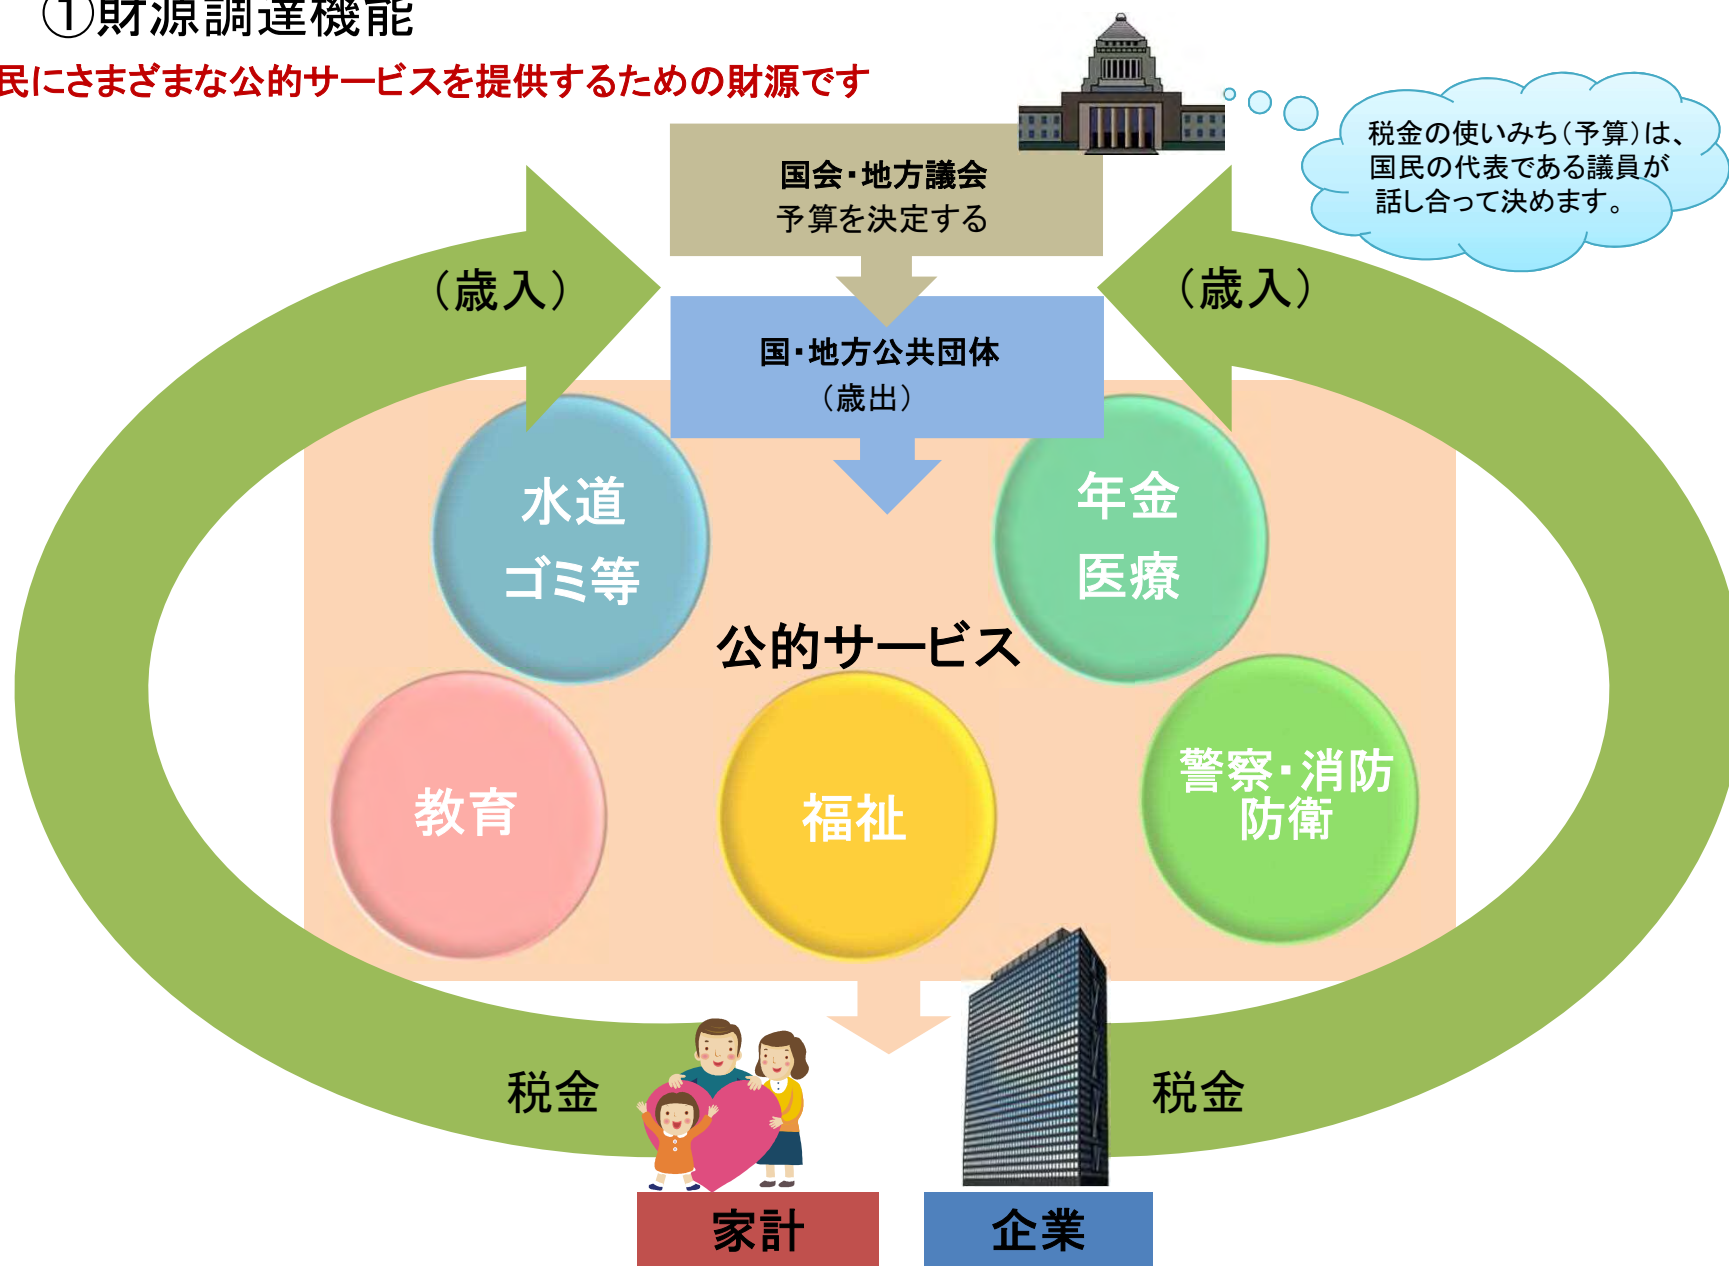 ①財源調達機能
民にさまざまな公的サービスを提供するための財源です
税金の使いみち(予算)は、
国民の代表である議員が
話し合って決めます。
国会・地方議会
予算を決定する
(歳入)
(歳入)
国・地方公共団体
(歳出)
水道
ゴミ等
年金
医療
公的サービス
教育
福祉
警察・消防
防衛
税金
税金
家計
企業